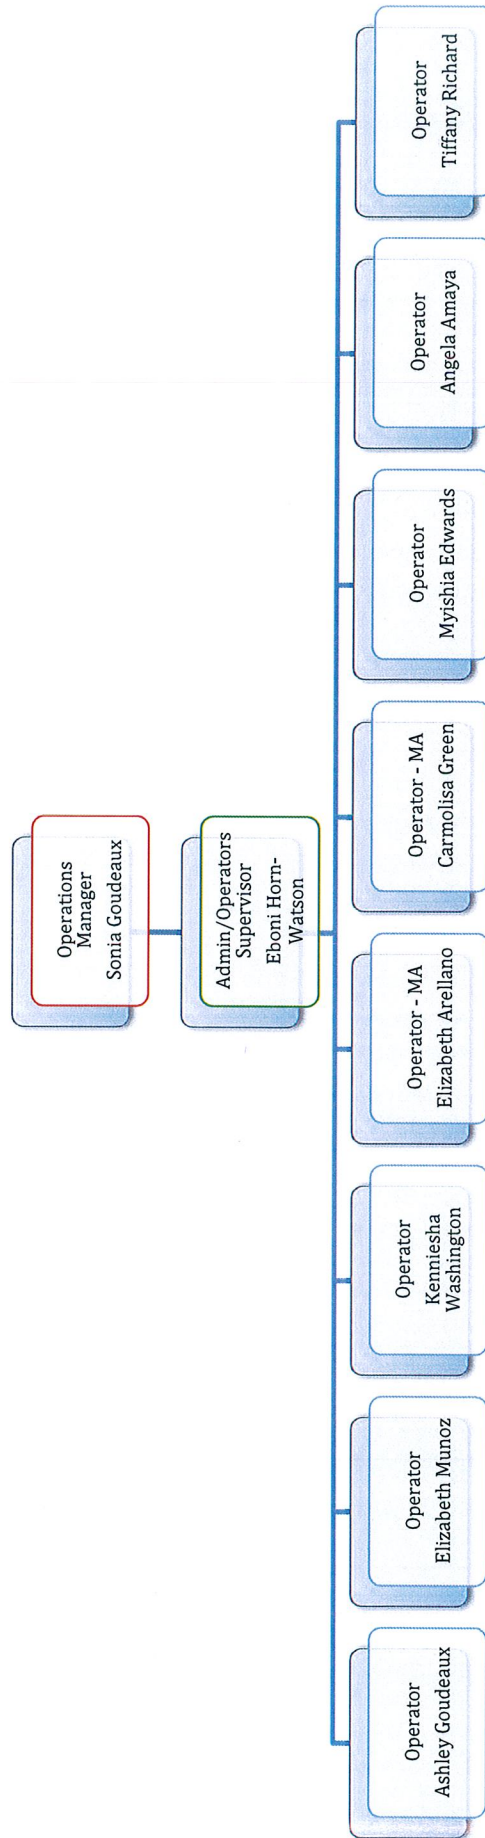 Operations
Manager
Sonia Goudeaux
Admin/Operators
Supervisor
Eboni Horn-
Watson
Operator
Ashley Goudeaux
Operator
Elizabeth Munoz
Operator
Kenniesha
Washington
Operator - MA
Elizabeth Arellano
Operator - MA
Carmolisa Green
Operator
Myishia Edwards
Operator
Angela Amaya
Operator
Tiffany Richard